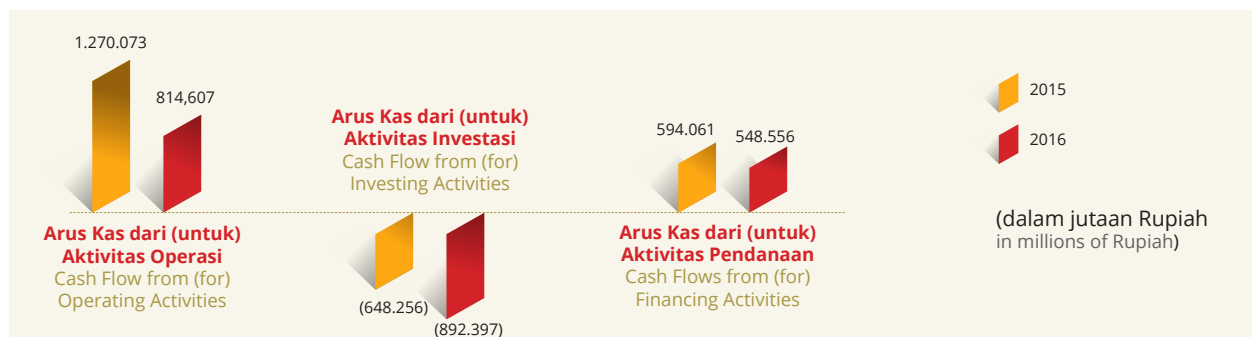 1.270.073
814,607
Arus Kas dari (untuk)
Aktivitas Operasi
Cash Flow from (for)
Operating Activities
Arus Kas dari (untuk)
Aktivitas Investasi
Cash Flow from (for)
Investing Activities
(648.256)
(892.397)
594.061
548.556
Arus Kas dari (untuk)
Aktivitas Pendanaan
Cash Flows from (for)
Financing Activities
2015
2016
(dalam jutaan Rupiah
in millions of Rupiah)